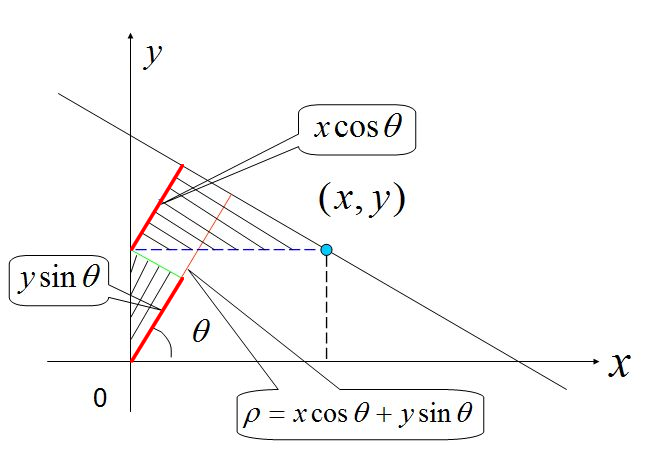 y
x cos θ
(x, y)
y sin θ
θ
x
0
ρ = x cos θ + y sin θ